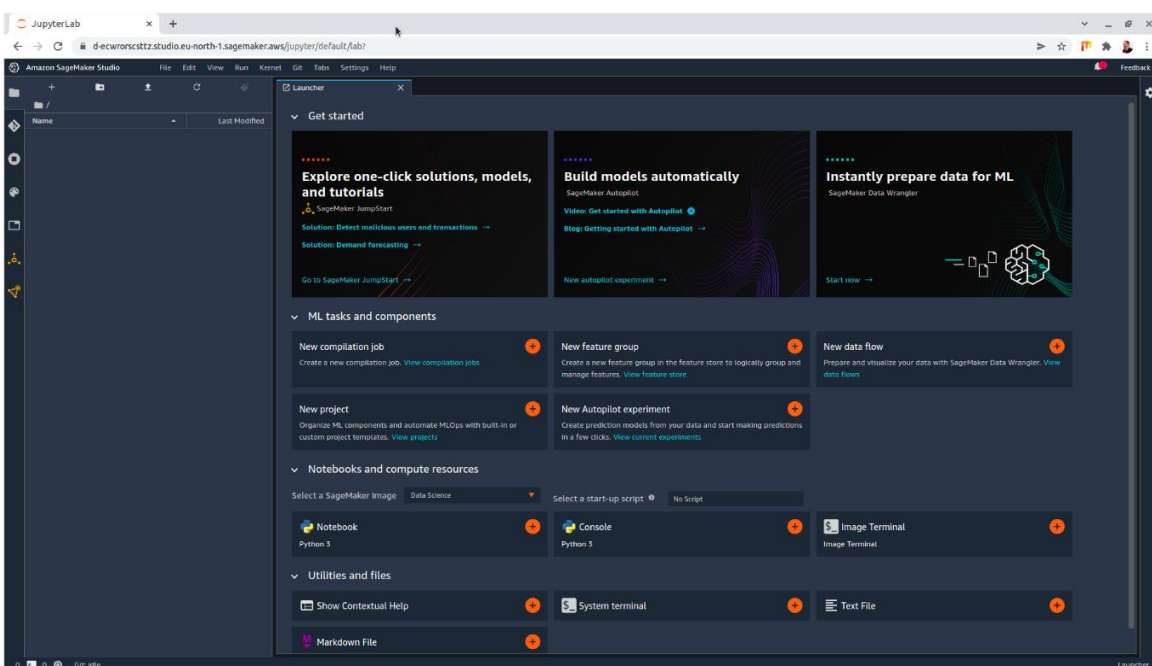 JupyterLab
d-ecwrorscsttz.studio.eu-north-1.sagemaker.aws/jupyter/default/lab?
Amazon SageMaker Studio File Edit View Run Kernel Git Tabs Settings Help Feedback
/
Name Last Modified
Launcher
Get started
Explore one-click solutions, models,
and tutorials
SageMaker JumpStart
Solution: Detect malicious users and transactions →
Solution: Demand forecasting →
Go to SageMaker JumpStart →
Build models automatically
SageMaker Autopilot
Video: Get started with Autopilot
Blog: Getting started with Autopilot →
New autopilot experiment →
Instantly prepare data for ML
SageMaker Data Wrangler
Start now →
ML tasks and components
New compilation job
Create a new compilation job. View compilation jobs
New feature group
Create a new feature group in the feature store to logically group and
manage features. View feature store
New data flow
Prepare and visualize your data with SageMaker Data Wrangler. View
data flows
New project
Organize ML components and automate MLOps with built-in or
custom project templates. View projects
New Autopilot experiment
Create prediction models from your data and start making predictions
in a few clicks. View current experiments
Notebooks and compute resources
Select a SageMaker image Data Science
Select a start-up script No Script
Notebook
Python 3
Console
Python 3
$_ Image Terminal
Image Terminal
Utilities and files
Show Contextual Help
$_ System terminal
Text File
Markdown File
0 $_ 0 Git: idle Launcher